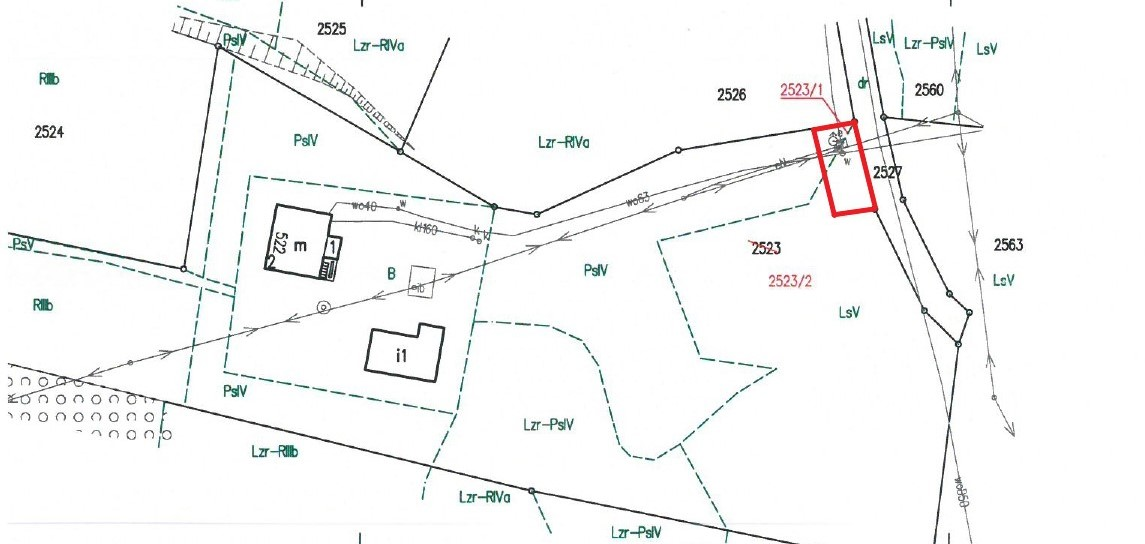 2525
PsIV
Lzr-RIVa
LsV
Lzr-PsIV
LsV
RIIIb
2524
2526
2523/1
dr
2560
PsIV
Lzr-RIVa
w
2527
wo40
w
wo63
kł160
k
k
522
m
1
2
PsV
B
PsIV
2523
2523/2
2563
LsV
RIIIb
LsV
i1
PsIV
Lzr-PsIV
Lzr-RIIIb
Lzr-RIVa
Lzr-PsIV